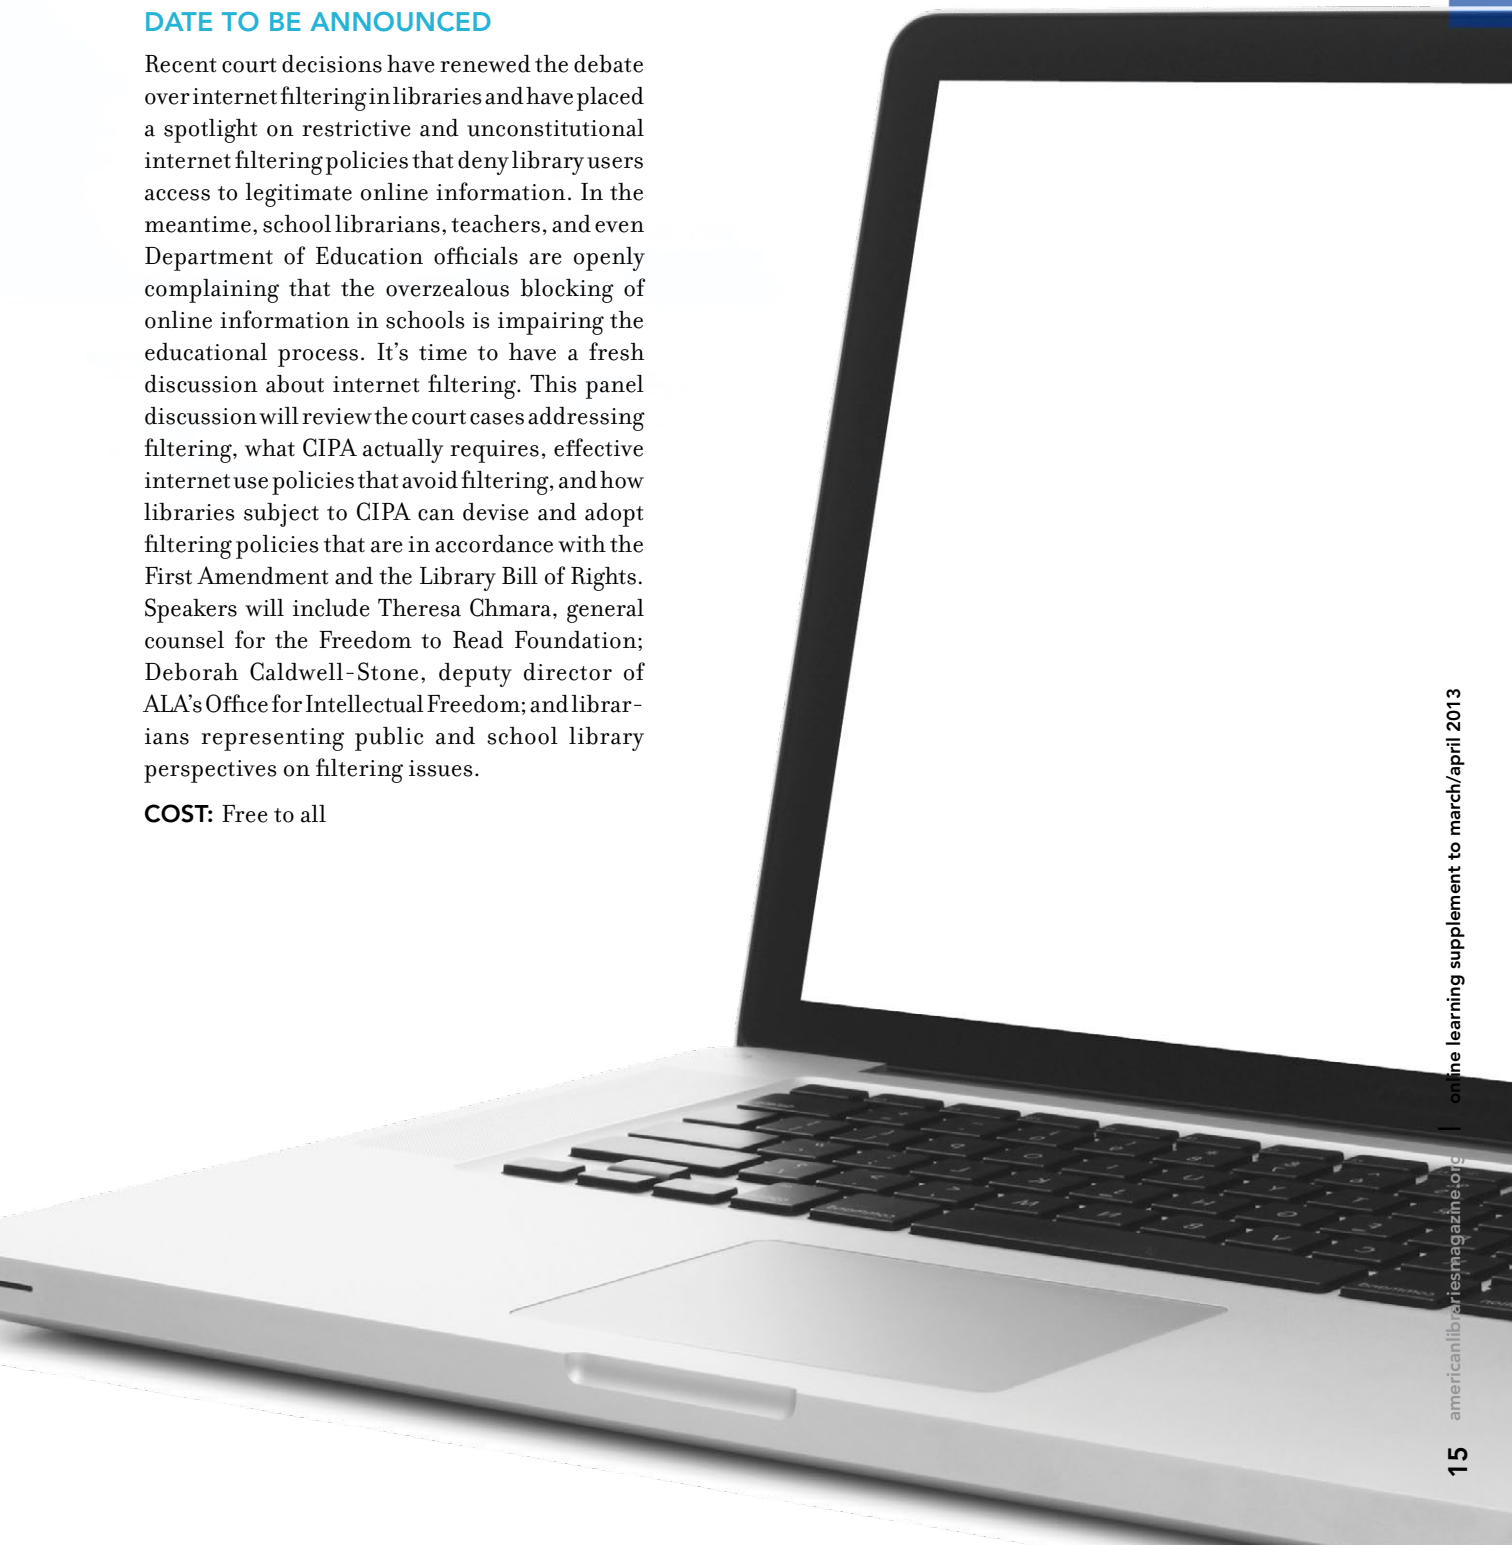 DATE TO BE ANNOUNCED
Recent court decisions have renewed the debate
over internet filtering in libraries and have placed
a spotlight on restrictive and unconstitutional
internet filtering policies that deny library users
access to legitimate online information. In the
meantime, school librarians, teachers, and even
Department of Education officials are openly
complaining that the overzealous blocking of
online information in schools is impairing the
educational process. It’s time to have a fresh
discussion about internet filtering. This panel
discussion will review the court cases addressing
filtering, what CIPA actually requires, effective
internet use policies that avoid filtering, and how
libraries subject to CIPA can devise and adopt
filtering policies that are in accordance with the
First Amendment and the Library Bill of Rights.
Speakers will include Theresa Chmara, general
counsel for the Freedom to Read Foundation;
Deborah Caldwell-Stone, deputy director of
ALA’s Office for Intellectual Freedom; and librar-
ians representing public and school library
perspectives on filtering issues.
COST: Free to all
15 americanlibrariesmagazine.org | online learning supplement to march/april 2013